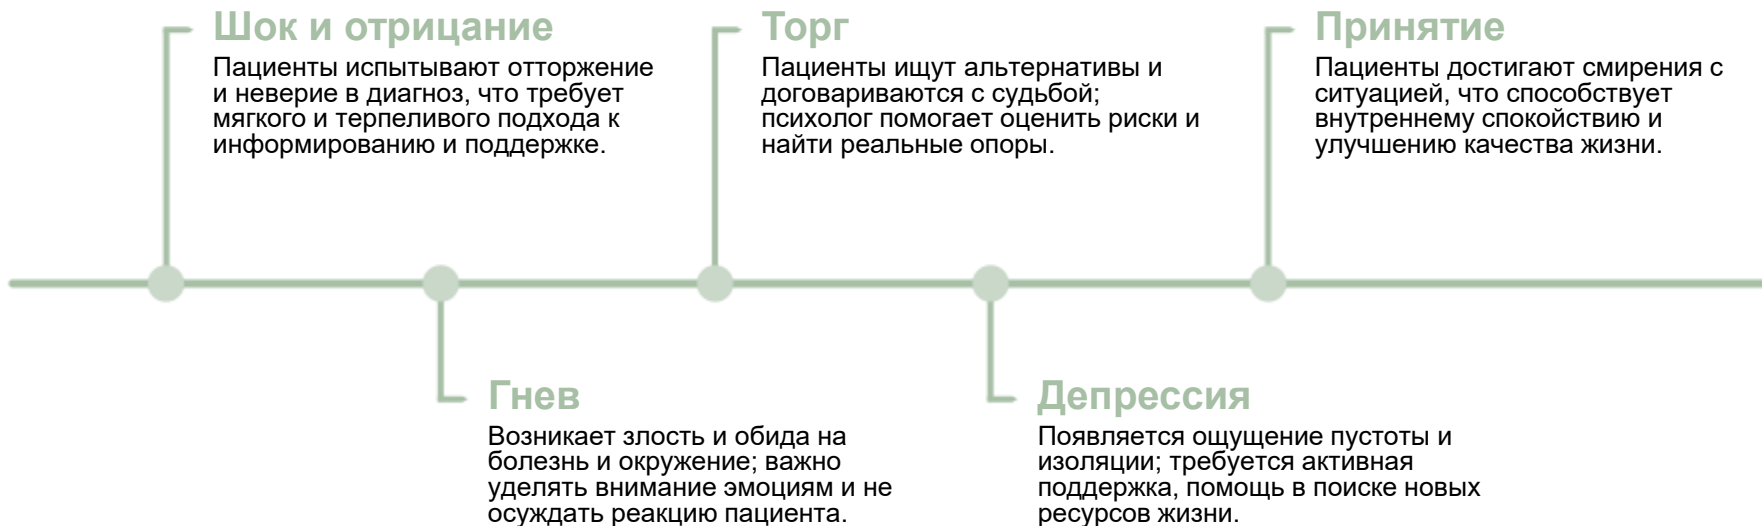 Шок и отрицание
Пациенты испытывают отторжение
и неверие в диагноз, что требует
мягкого и терпеливого подхода к
информированию и поддержке.
Гнев
Возникает злость и обида на
болезнь и окружение; важно
уделять внимание эмоциям и не
осуждать реакцию пациента.
Торг
Пациенты ищут альтернативы и
договариваются с судьбой;
психолог помогает оценить риски и
найти реальные опоры.
Депрессия
Появляется ощущение пустоты и
изоляции; требуется активная
поддержка, помощь в поиске новых
ресурсов жизни.
Принятие
Пациенты достигают смирения с
ситуацией, что способствует
внутреннему спокойствию и
улучшению качества жизни.